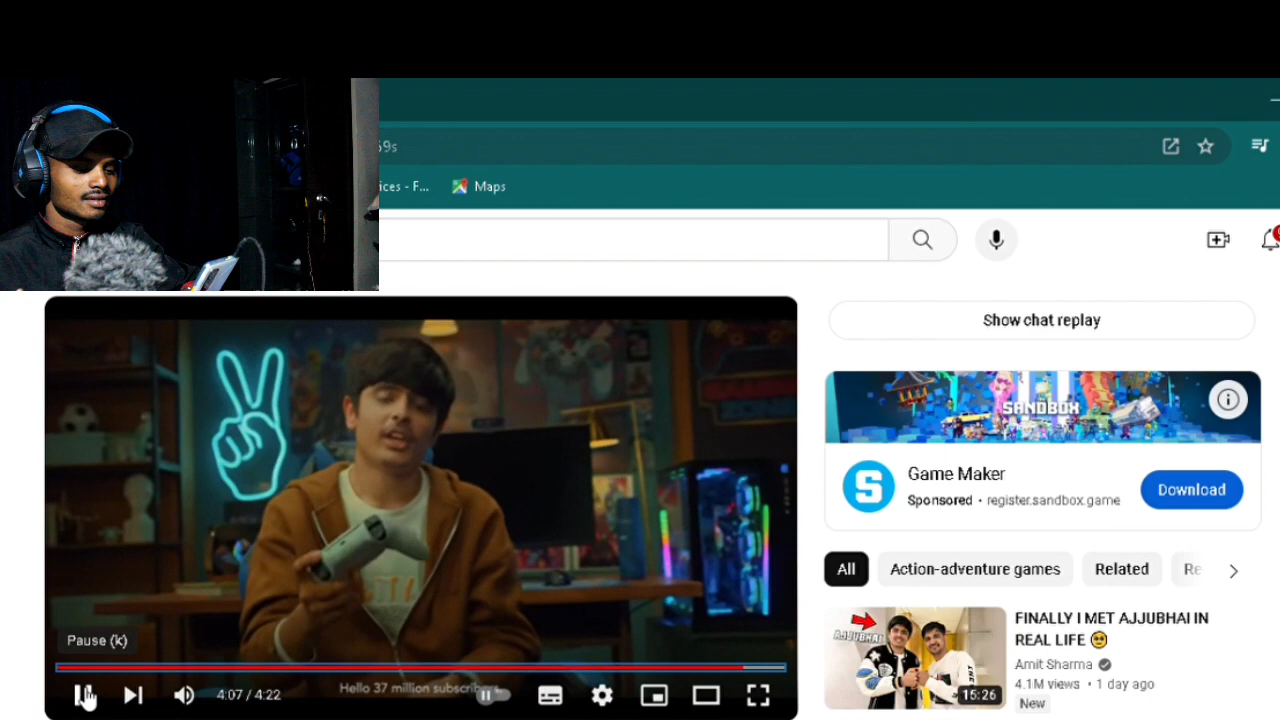 59s
ices - F...
Maps
Show chat replay
SANDBOX
Game Maker
Sponsored • register.sandbox.game
Download
All
Action-adventure games
Related
Re
Pause (k)
4:07 / 4:22
Hello 37 million subscrib
AJJUBHAI
15:26
FINALLY I MET AJJUBHAI IN
REAL LIFE 🥹
Amit Sharma
4.1M views • 1 day ago
New